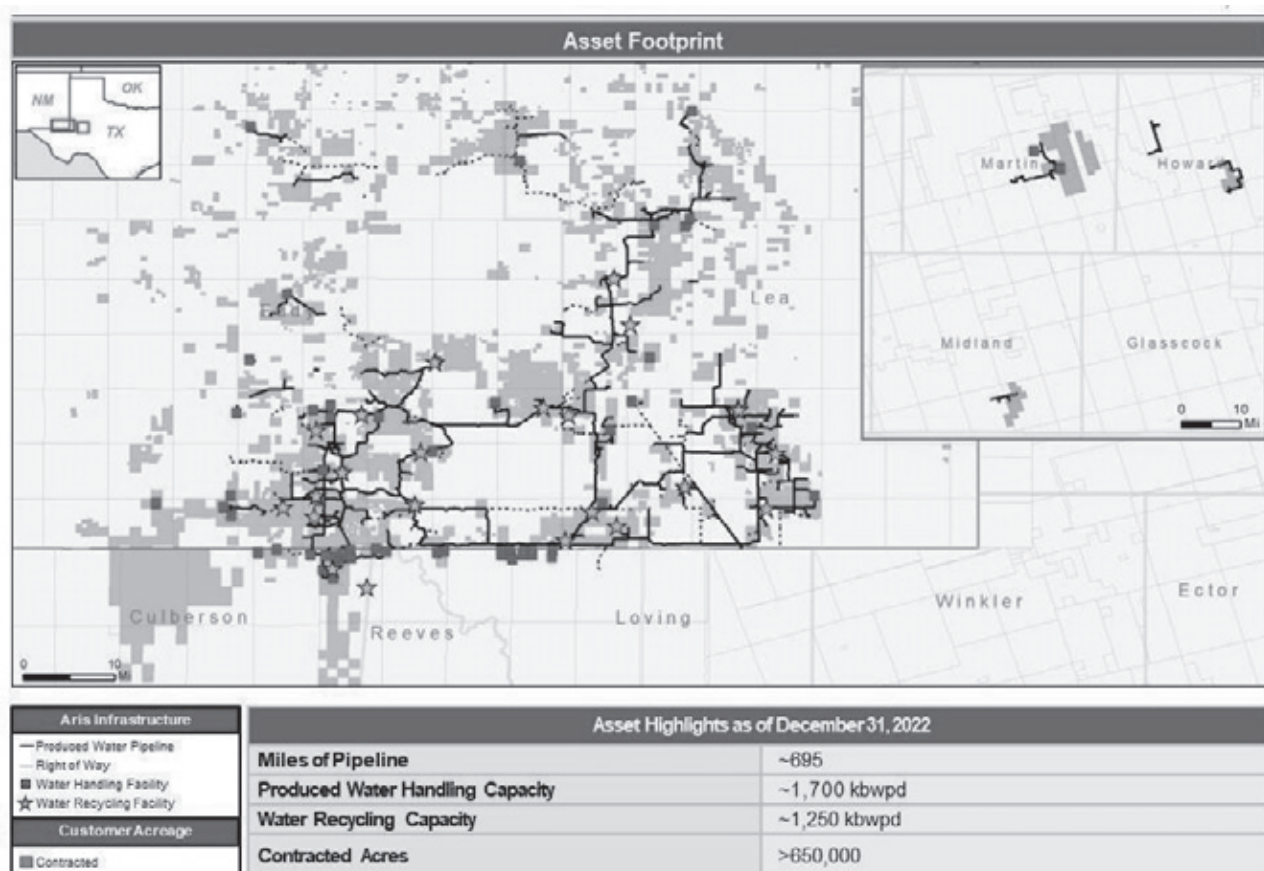 Asset Footprint
NM
OK
TX
Martin
Howar
Midland
Glasscock
0 10
Mi
Lea
Culberson
Reeves
Loving
Winkler
Ector
0 10
Mi
Aris Infrastructure
Produced Water Pipeline
Right of Way
Water Handling Facility
Water Recycling Facility
Customer Acreage
Contracted
Asset Highlights as of December 31, 2022
Miles of Pipeline ~695
Produced Water Handling Capacity ~1,700 kbwpd
Water Recycling Capacity ~1,250 kbwpd
Contracted Acres >650,000